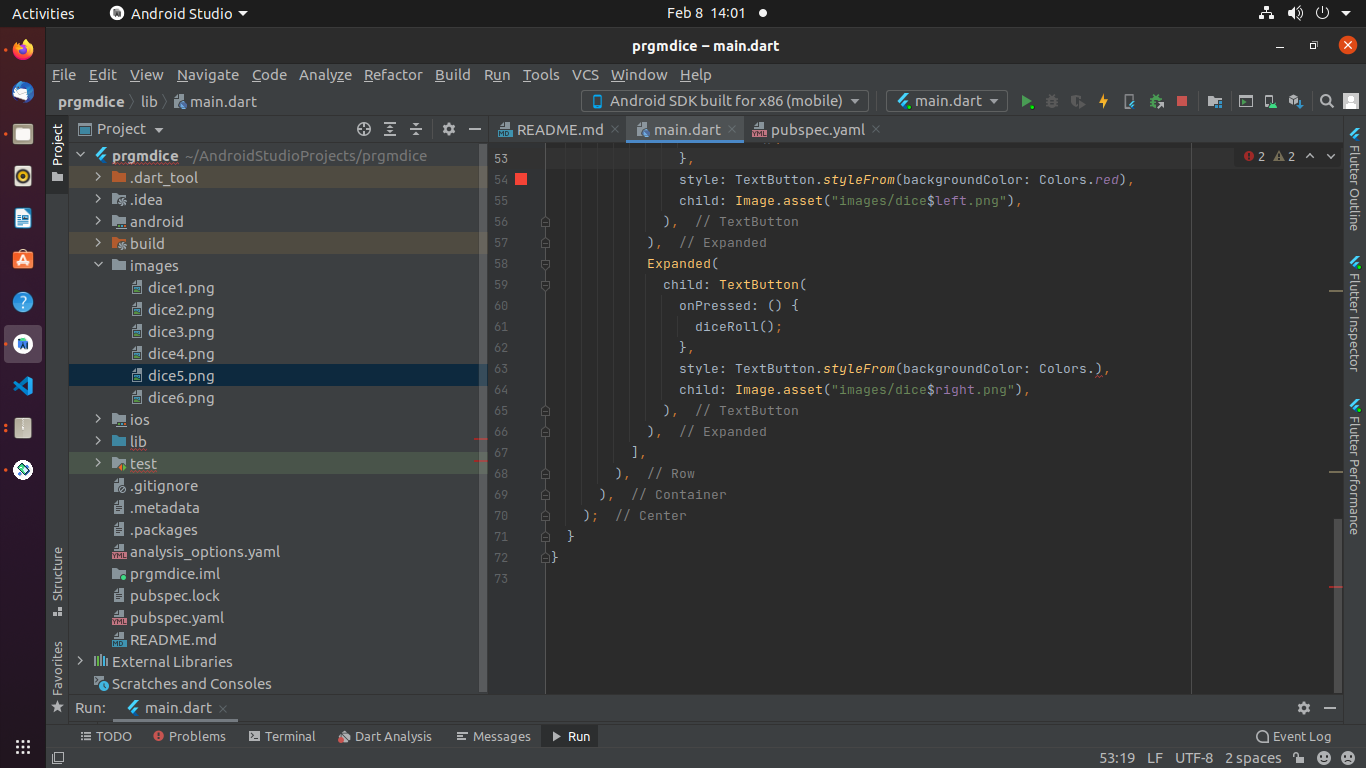 Activities Android Studio Feb 8 14:01
prgmdice – main.dart
File Edit View Navigate Code Analyze Refactor Build Run Tools VCS Window Help
prgmdice lib main.dart Android SDK built for x86 (mobile) main.dart
Project README.md main.dart pubspec.yaml
Project
Structure
Favorites
prgmdice ~/AndroidStudioProjects/prgmdice
.dart_tool
.idea
android
build
images
dice1.png
dice2.png
dice3.png
dice4.png
dice5.png
dice6.png
ios
lib
test
.gitignore
.metadata
.packages
analysis_options.yaml
prgmdice.iml
pubspec.lock
pubspec.yaml
README.md
External Libraries
Scratches and Consoles
2 2
53 },
54 style: TextButton.styleFrom(backgroundColor: Colors.red),
55 child: Image.asset("images/dice$left.png"),
56 ), // TextButton
57 ), // Expanded
58 Expanded(
59 child: TextButton(
60 onPressed: () {
61 diceRoll();
62 },
63 style: TextButton.styleFrom(backgroundColor: Colors.),
64 child: Image.asset("images/dice$right.png"),
65 ), // TextButton
66 ), // Expanded
67 ],
68 ), // Row
69 ), // Container
70 ); // Center
71 }
72 }
73
Flutter Outline
Flutter Inspector
Flutter Performance
Run: main.dart
TODO Problems Terminal Dart Analysis Messages Run Event Log
53:19 LF UTF-8 2 spaces